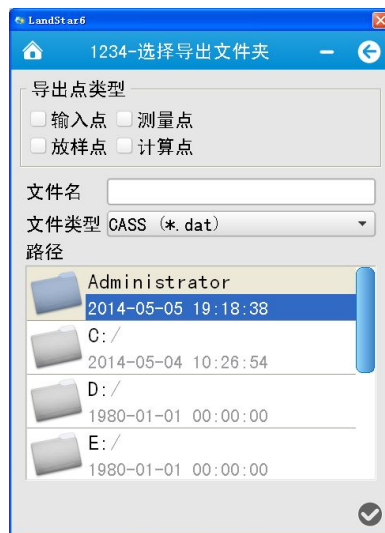 LandStar6
1234-选择导出文件夹
导出点类型
输入点 测量点
放样点 计算点
文件名
文件类型 CASS (*.dat)
路径
Administrator
2014-05-05 19:18:38
C:/
2014-05-04 10:26:54
D:/
1980-01-01 00:00:00
E:/
1980-01-01 00:00:00